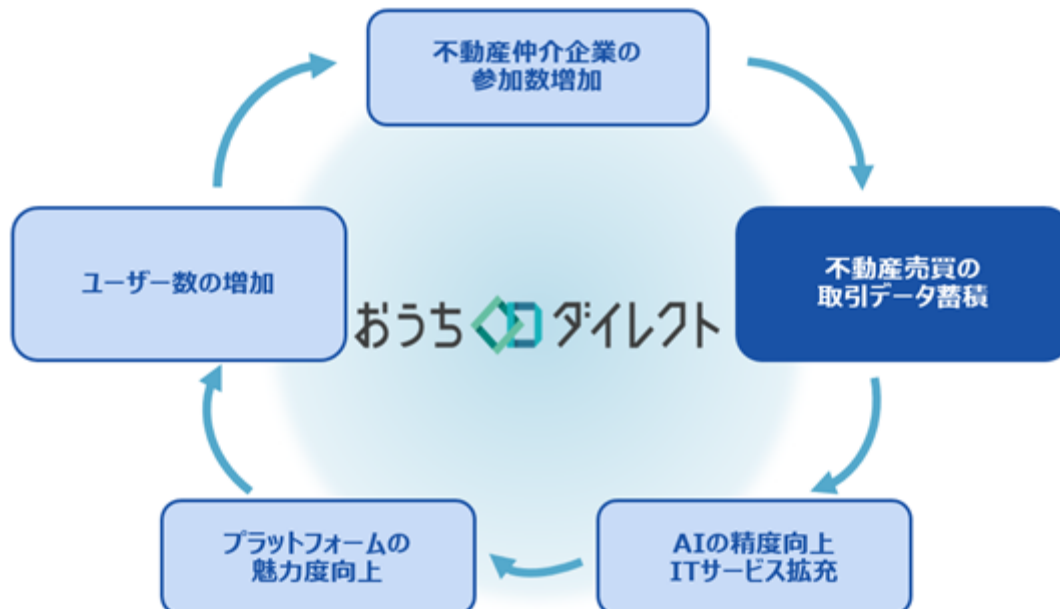 不動産仲介企業の
参加数増加
不動産売買の
取引データ蓄積
AIの精度向上
ITサービス拡充
プラットフォームの
魅力度向上
ユーザー数の増加
おうちダイレクト